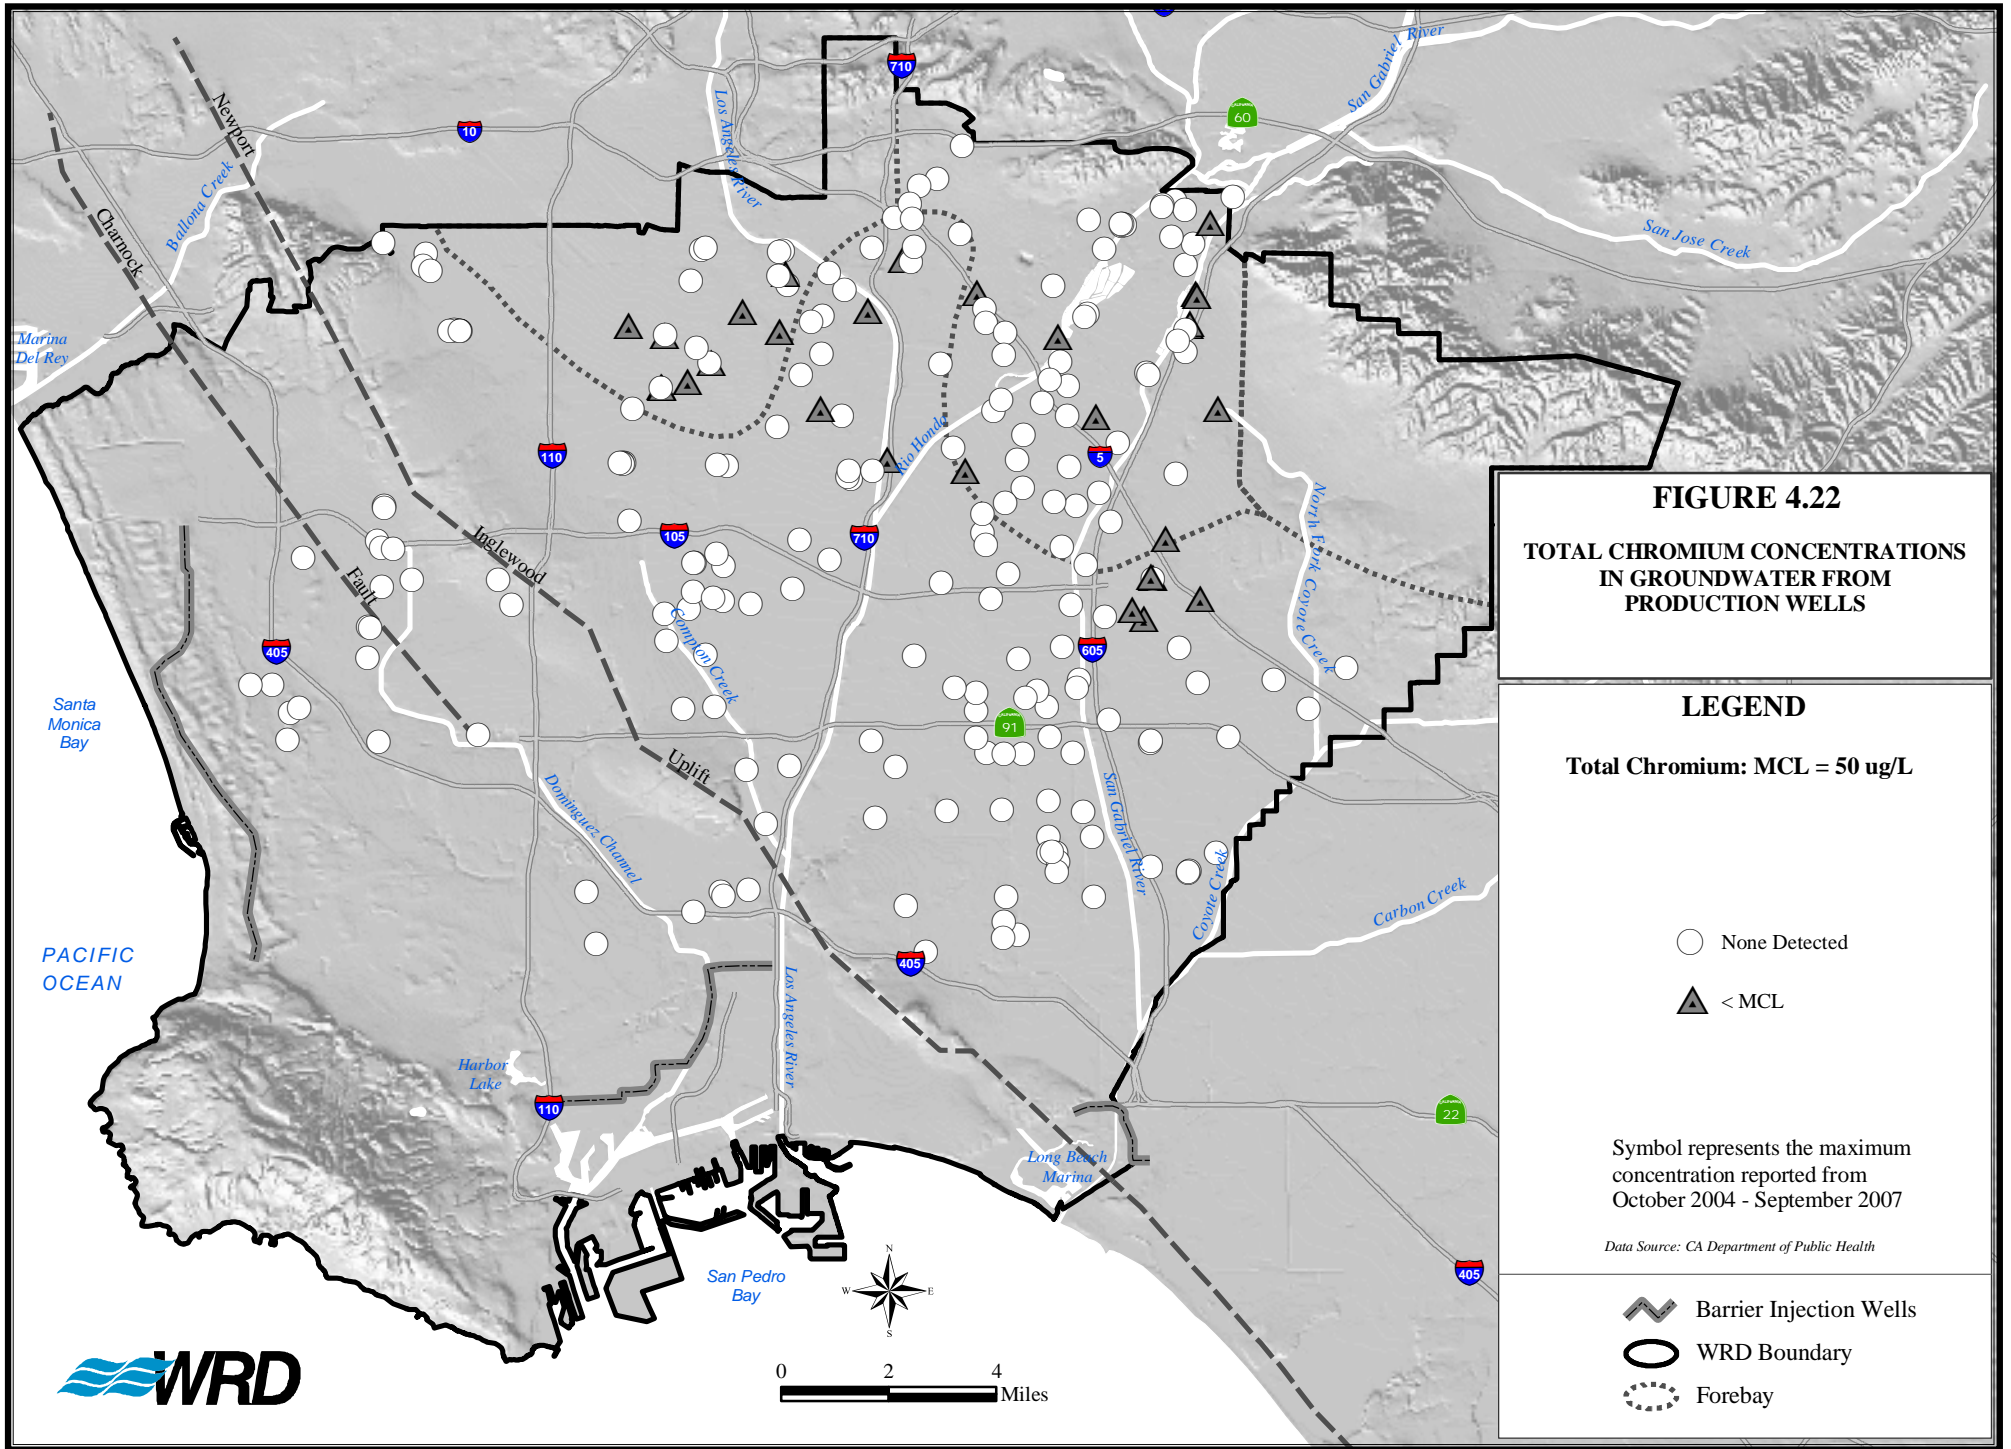 FIGURE 4.22
TOTAL CHROMIUM CONCENTRATIONS
IN GROUNDWATER FROM
PRODUCTION WELLS
LEGEND
Total Chromium: MCL = 50 ug/L
None Detected
< MCL
Symbol represents the maximum
concentration reported from
October 2004 - September 2007
Data Source: CA Department of Public Health
Barrier Injection Wells
WRD Boundary
Forebay
710
10
CALIFORNIA
60
Newport
Los Angeles River
San Gabriel River
Ballona Creek
Charnock
San Jose Creek
Marina
Del Rey
110
Rio Hondo
5
North Fork Coyote Creek
105
710
Inglewood
Fault
Compton Creek
405
605
Santa
Monica
Bay
CALIFORNIA
91
Uplift
Dominguez Channel
San Gabriel River
Coyote Creek
Carbon Creek
PACIFIC
OCEAN
405
Los Angeles River
Harbor
Lake
110
CALIFORNIA
22
Long Beach
Marina
San Pedro
Bay
N
W
E
S
405
WRD
0 2 4
Miles